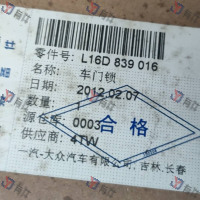 零件号: L16D 839 016
名称: 车门锁
日期: 2012.02.07
数量: 1
源仓库: 0003
供应商: 4TW
合格
一汽-大众汽车有限公司, 吉林, 长春